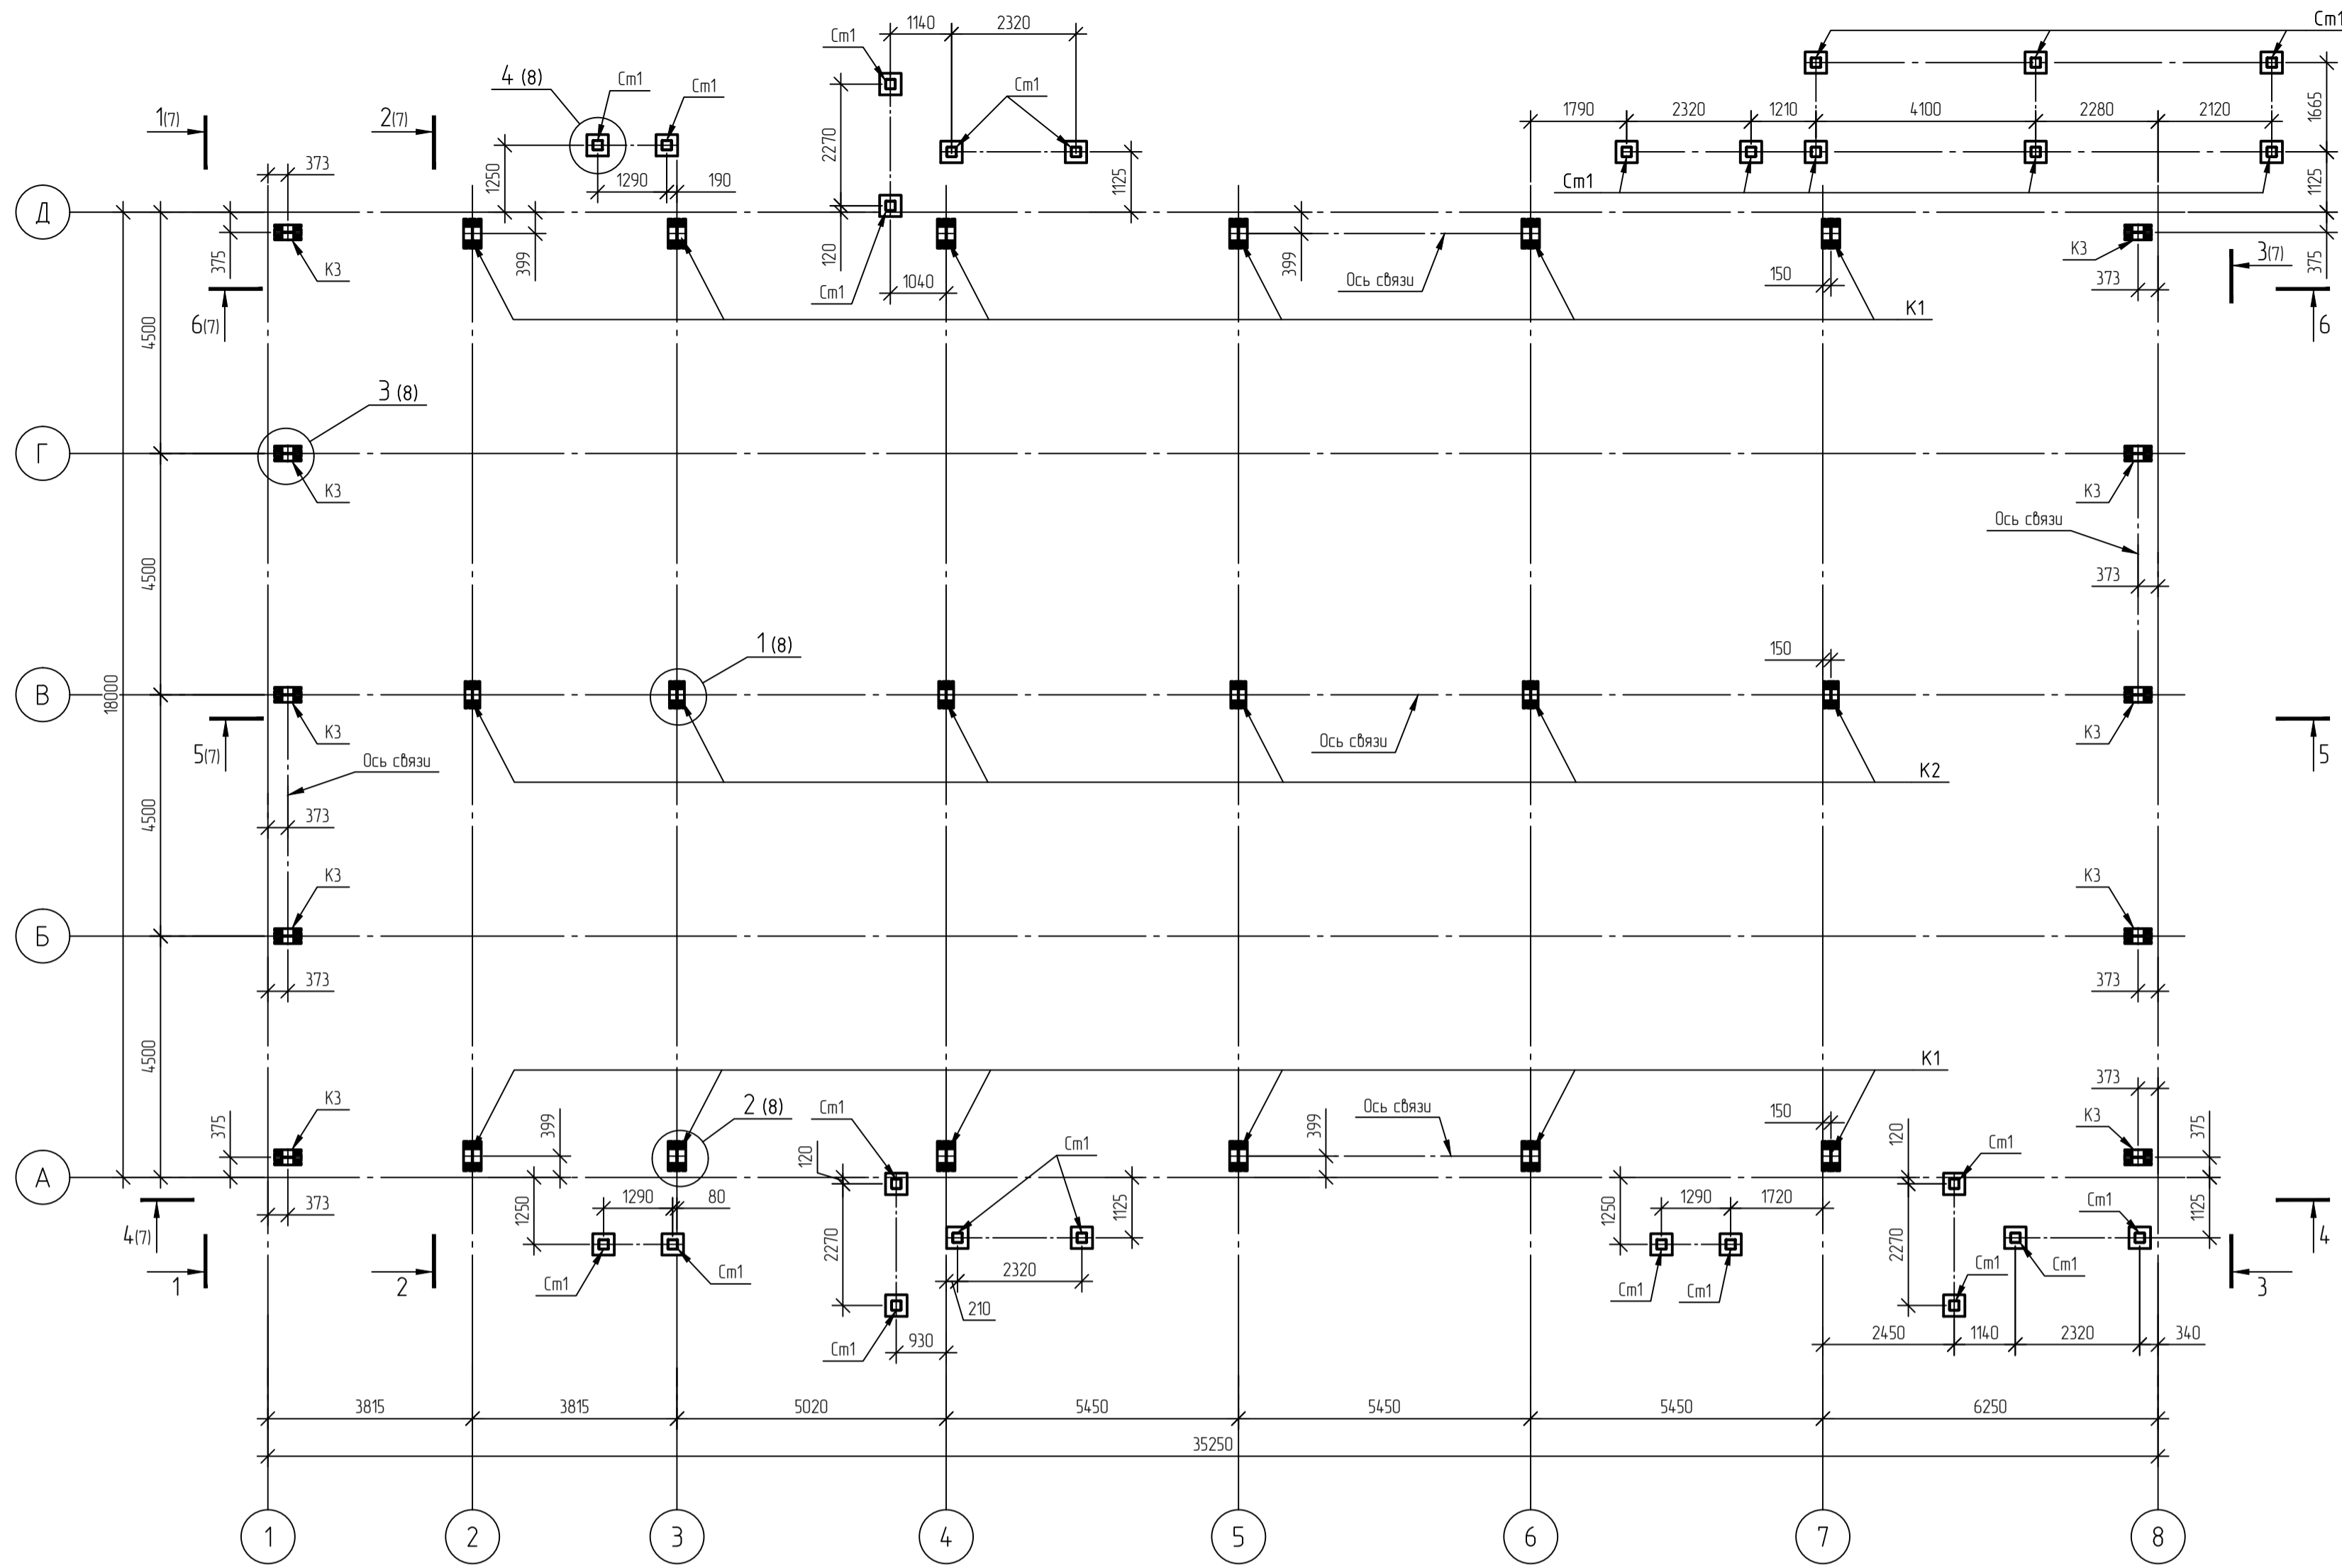 1140 2320 Ст1
Ст1
4 (8) Ст1 Ст1 Ст1
1(7) 2(7) 1790 2320 1210 4100 2280 2120 1665
373 1250 1290 190 2270 1125 Ст1 1125
Д
375 К3 399 120 1040 Ст1 399 Ось связи 150 К3 373 3(7) 375
6(7) К1 6
4500
3 (8)
Г
К3 К3
Ось связи
4500 373
1 (8) 150
В
18000
К3 К3
5(7) Ось связи Ось связи 5
К2
4500 373
К3 К3
Б
373 373
4500 К1
К3 373
375 399 2 (8) Ст1 399 Ось связи 150 К3 375
120 Ст1 120 Ст1
А
373 1250 1290 80 1125 1250 1290 1720 Ст1 1125
4(7) 2270 2270 4
1 2 Ст1 Ст1 2320 Ст1 Ст1 Ст1 Ст1 3
210
Ст1 930 2450 1140 2320 340
3815 3815 5020 5450 5450 5450 6250
35250
1 2 3 4 5 6 7 8